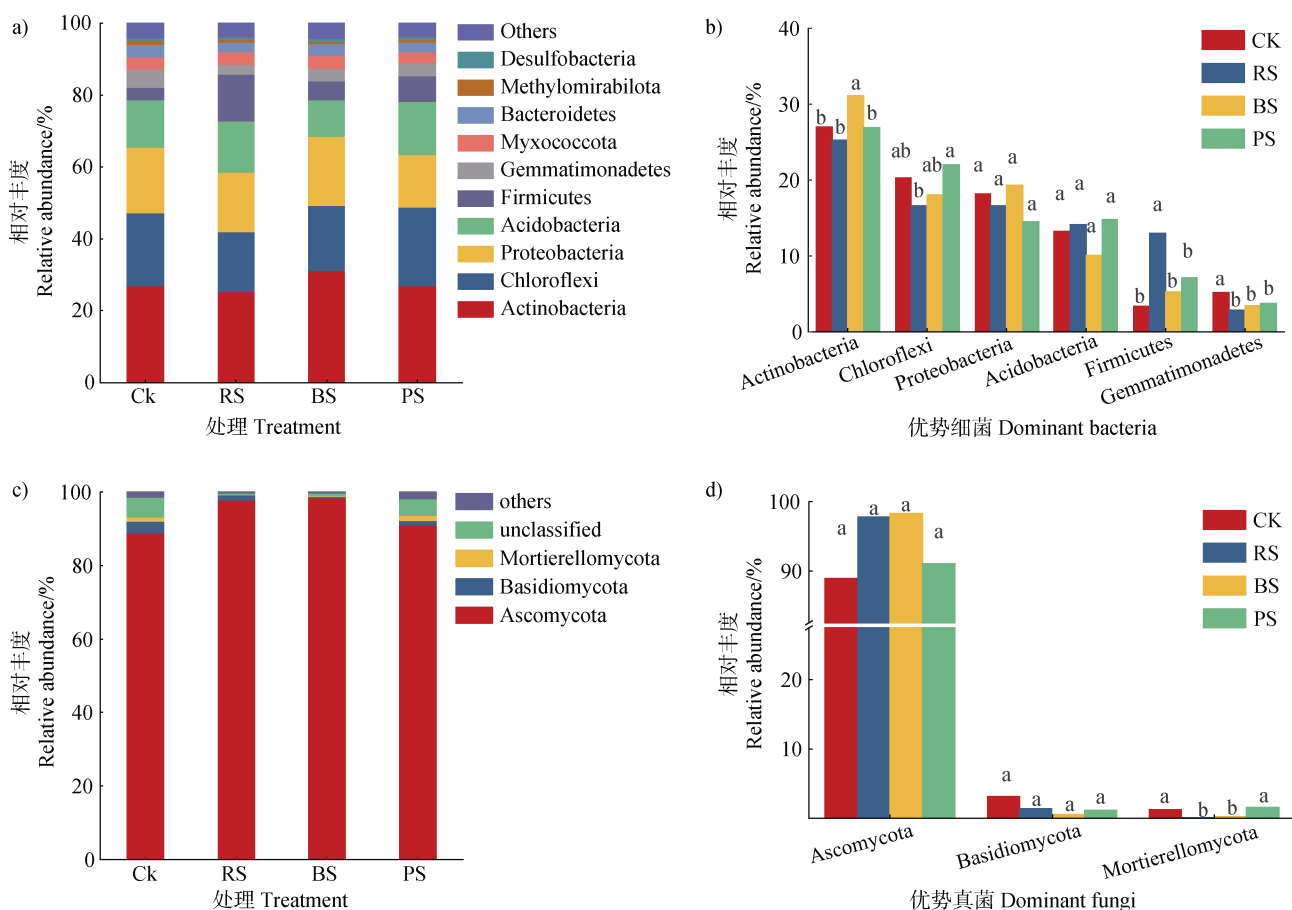 a)
100
80
60
40
20
0
相对丰度
Relative abundance/%
Ck RS BS PS
处理 Treatment
Others
Desulfobacteria
Methylomirabilota
Bacteroidetes
Myxococcota
Gemmatimonadetes
Firmicutes
Acidobacteria
Proteobacteria
Chloroflexi
Actinobacteria
b)
40
30
20
10
0
相对丰度
Relative abundance/%
b b a b
ab b ab a
a a a a
a a a a
b a b b
a b b b
CK
RS
BS
PS
Actinobacteria
Chloroflexi
Proteobacteria
Acidobacteria
Firmicutes
Gemmatimonadetes
优势细菌 Dominant bacteria
c)
100
80
60
40
20
0
相对丰度
Relative abundance/%
Ck RS BS PS
处理 Treatment
others
unclassified
Mortierellomycota
Basidiomycota
Ascomycota
d)
100
90
20
10
相对丰度
Relative abundance/%
a a a a
a a a a
a b b a
CK
RS
BS
PS
Ascomycota
Basidiomycota
Mortierellomycota
优势真菌 Dominant fungi